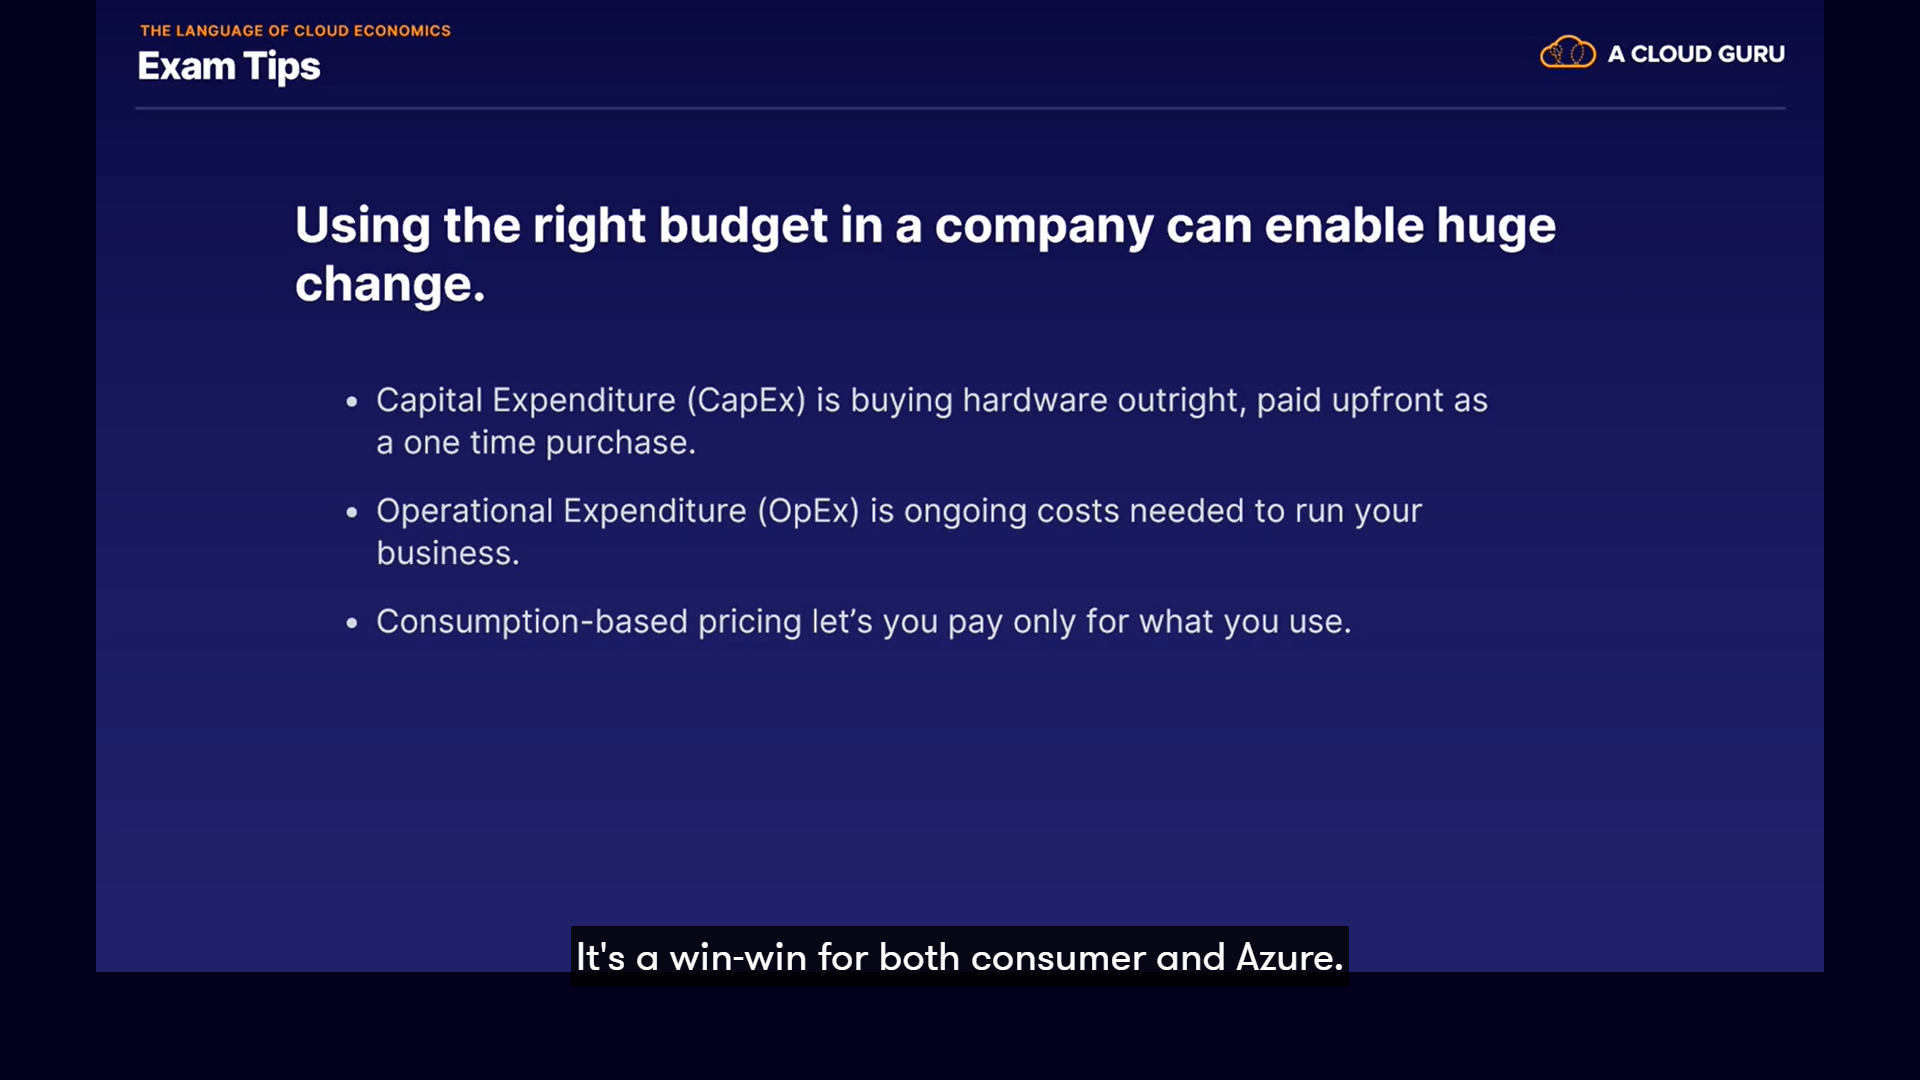 THE LANGUAGE OF CLOUD ECONOMICS
Exam Tips
A CLOUD GURU
Using the right budget in a company can enable huge
change.
• Capital Expenditure (CapEx) is buying hardware outright, paid upfront as
a one time purchase.
• Operational Expenditure (OpEx) is ongoing costs needed to run your
business.
• Consumption-based pricing let’s you pay only for what you use.
It's a win-win for both consumer and Azure.